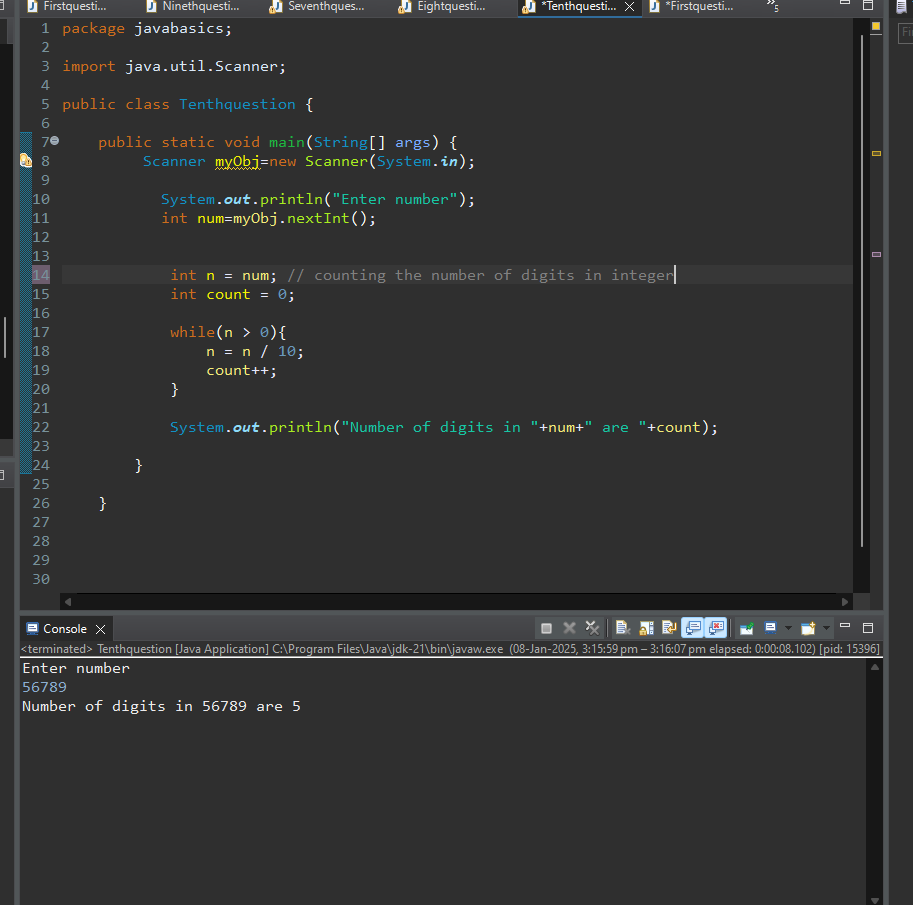 Firstquesti... Ninethquesti... Seventhques... Eightquesti... *Tenthquesti... *Firstquesti... »5
1 package javabasics;
2
3 import java.util.Scanner;
4
5 public class Tenthquestion {
6
7 public static void main(String[] args) {
8 Scanner myObj=new Scanner(System.in);
9
10 System.out.println("Enter number");
11 int num=myObj.nextInt();
12
13
14 int n = num; // counting the number of digits in integer
15 int count = 0;
16
17 while(n > 0){
18 n = n / 10;
19 count++;
20 }
21
22 System.out.println("Number of digits in "+num+" are "+count);
23
24 }
25
26 }
27
28
29
30
Console
<terminated> Tenthquestion [Java Application] C:\Program Files\Java\jdk-21\bin\javaw.exe (08-Jan-2025, 3:15:59 pm – 3:16:07 pm elapsed: 0:00:08.102) [pid: 15396]
Enter number
56789
Number of digits in 56789 are 5